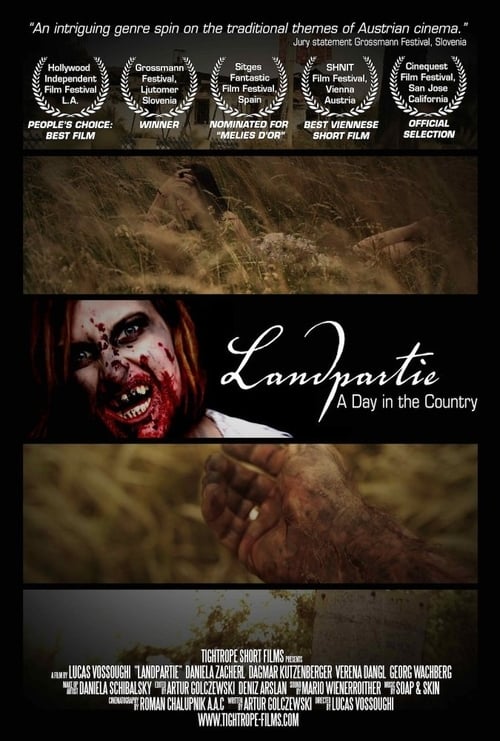 "An intriguing genre spin on the traditional themes of Austrian cinema."
Jury statement Grossmann Festival, Slovenia
Hollywood
Independent
Film Festival
L.A.
PEOPLE'S CHOICE:
BEST FILM
Grossmann
Festival,
Ljutomer
Slovenia
WINNER
Sitges
Fantastic
Film Festival,
Spain
NOMINATED FOR
"MELIES D'OR"
SHNIT
Film Festival,
Vienna
Austria
BEST VIENNESE
SHORT FILM
Cinequest
Film Festival,
San Jose
California
OFFICIAL
SELECTION
Landpartie
A Day in the Country
TIGHTROPE SHORT FILMS PRESENTS
A FILM BY LUCAS VOSSOUGHI "LANDPARTIE" DANIELA ZACHERL DAGMAR KUTZENBERGER VERENA DANGL GEORG WACHBERG
MAKE UP ARTIST DANIELA SCHIBALSKY EDITED BY ARTUR GOLCZEWSKI DENIZ ARSLAN SOUND BY MARIO WIENERROITHER MUSIC BY SOAP & SKIN
CINEMATOGRAPHY BY ROMAN CHALUPNIK A.A.C WRITTEN BY ARTUR GOLCZEWSKI DIRECTED BY LUCAS VOSSOUGHI
WWW.TIGHTROPE-FILMS.COM